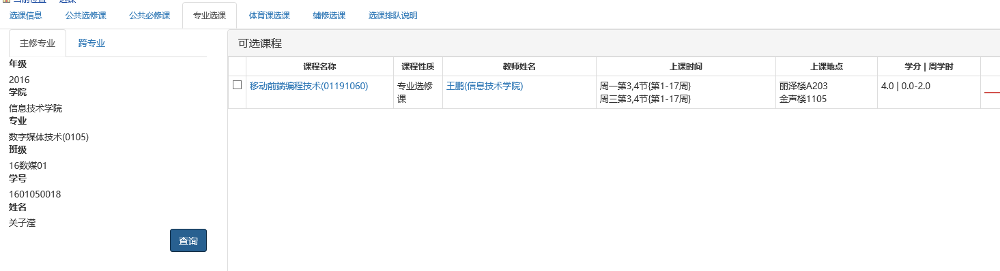 选课信息 公共选修课 公共必修课 专业选课 体育课选课 辅修选课 选课排队说明
主修专业 跨专业
年级
2016
学院
信息技术学院
专业
数字媒体技术(0105)
班级
16数媒01
学号
1601050018
姓名
关子滢
查询
可选课程
课程名称 课程性质 教师姓名 上课时间 上课地点 学分 | 周学时
移动前端编程技术(01191060) 专业选修 王鹏(信息技术学院) 周一第3,4节{第1-17周} 丽泽楼A203 4.0 | 0.0-2.0
课 周三第3,4节{第1-17周} 金声楼1105